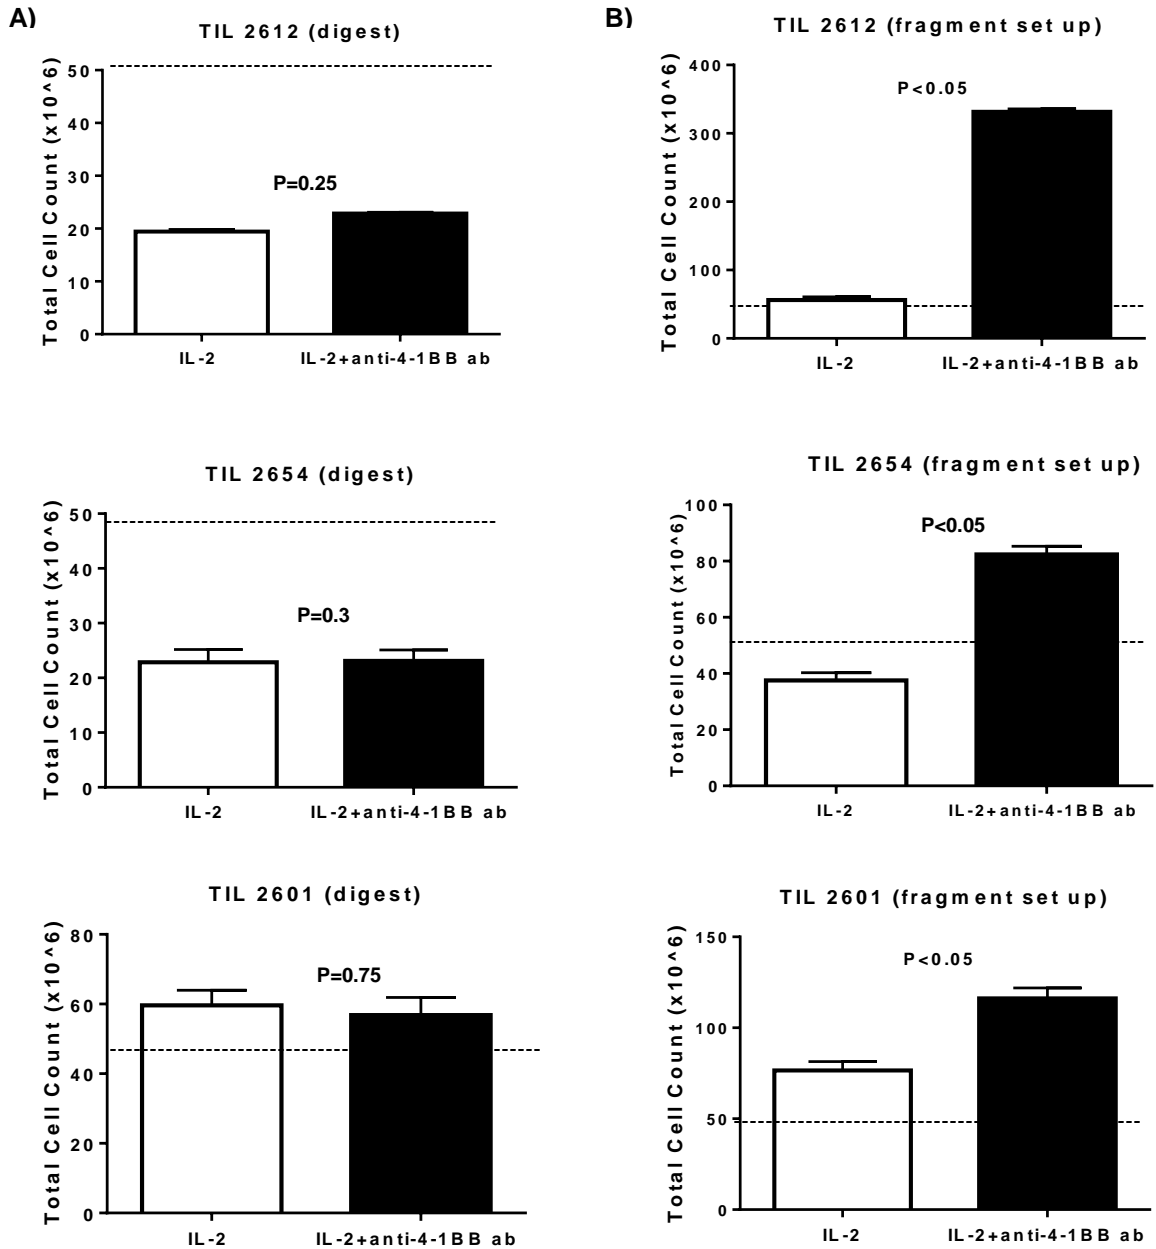 A)
TIL 2612 (digest)
Total Cell Count (x10^6)
50
40
30
20
10
0
P=0.25
IL-2
IL-2+anti-4-1BB ab
B)
TIL 2612 (fragment set up)
Total Cell Count (x10^6)
400
300
200
100
0
P<0.05
IL-2
IL-2+anti-4-1BB ab
TIL 2654 (digest)
Total Cell Count (x10^6)
50
40
30
20
10
0
P=0.3
IL-2
IL-2+anti-4-1BB ab
TIL 2654 (fragment set up)
Total Cell Count (x10^6)
100
80
60
40
20
0
P<0.05
IL-2
IL-2+anti-4-1BB ab
TIL 2601 (digest)
Total Cell Count (x10^6)
80
60
40
20
0
P=0.75
IL-2
IL-2+anti-4-1BB ab
TIL 2601 (fragment set up)
Total Cell Count (x10^6)
150
100
50
0
P<0.05
IL-2
IL-2+anti-4-1BB ab